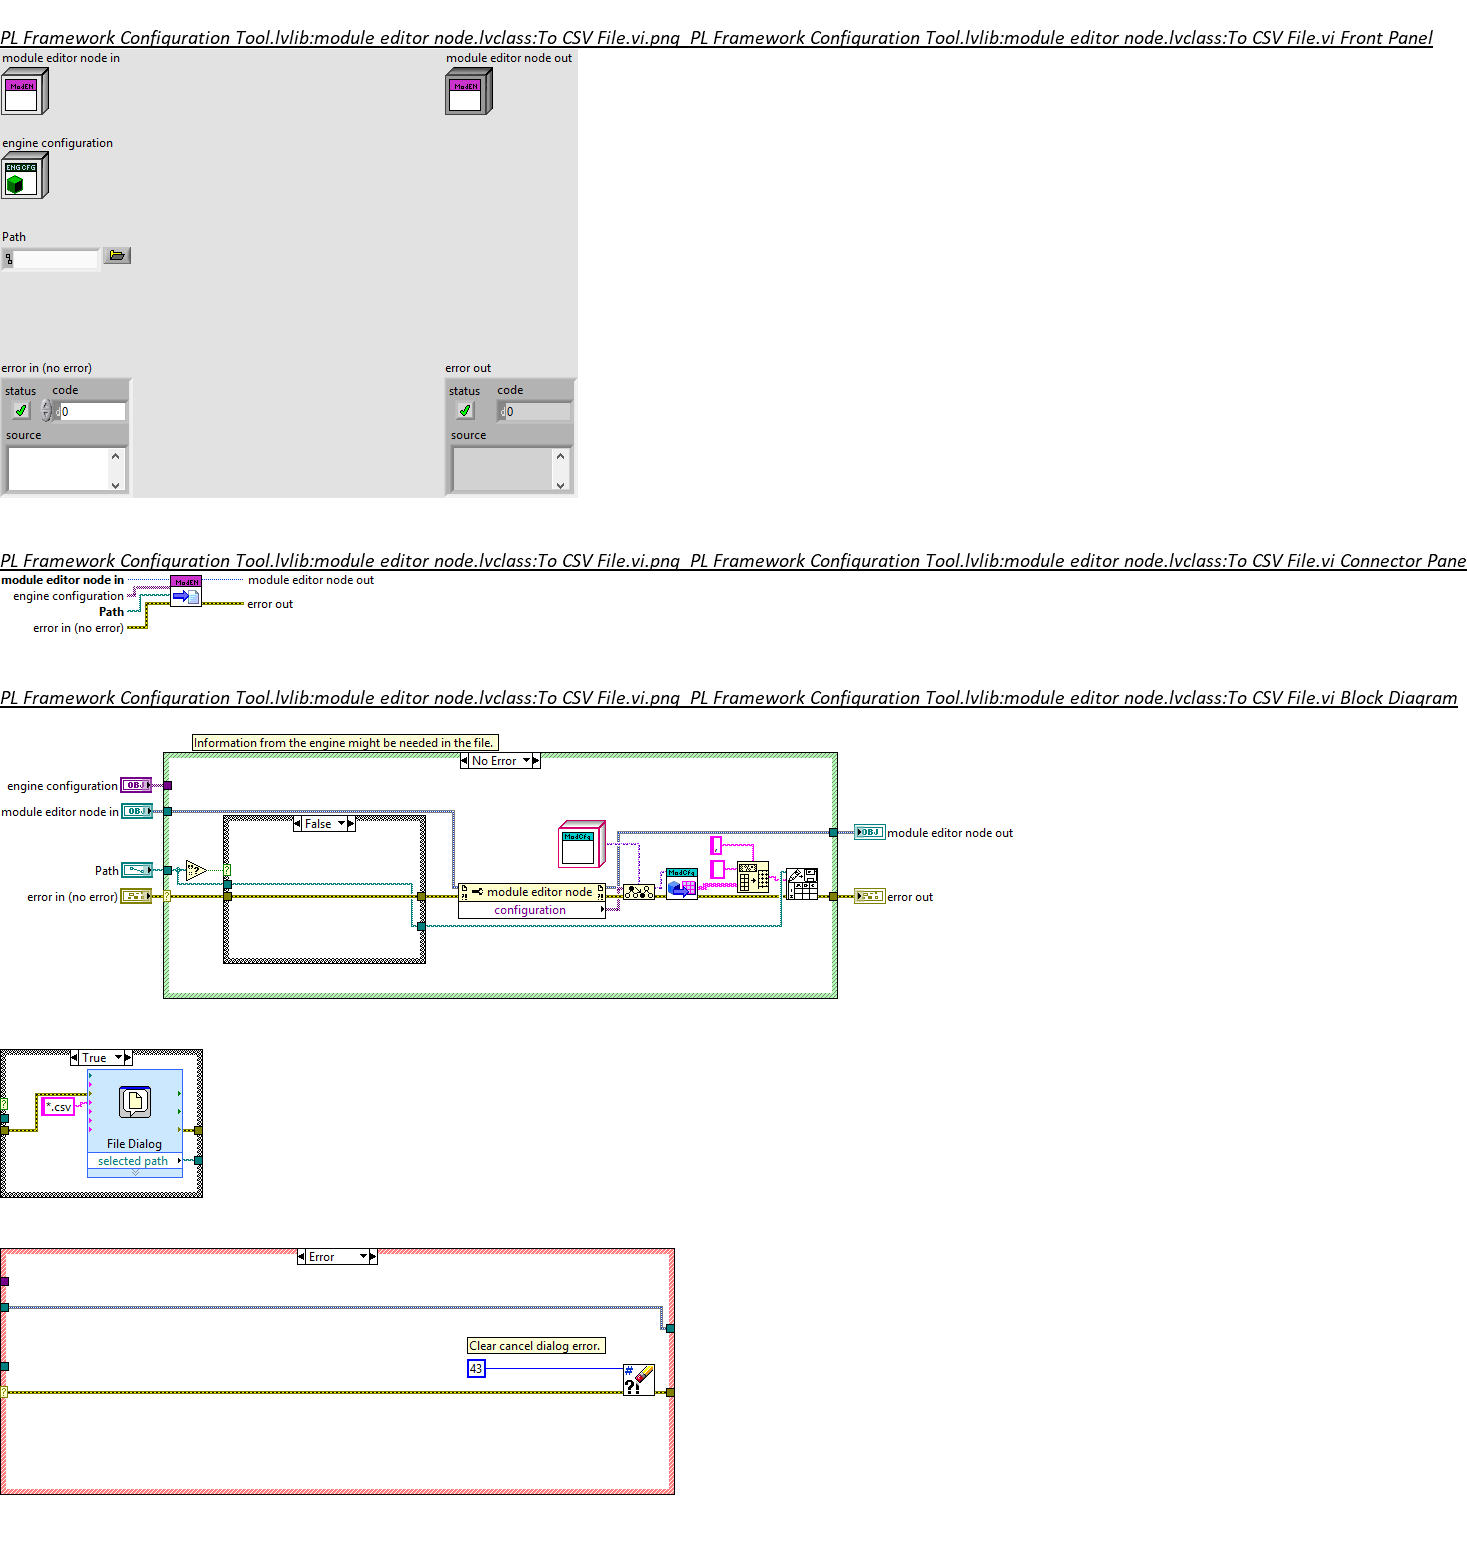 PL Framework Configuration Tool.lvlib:module editor node.lvclass:To CSV File.vi.png PL Framework Configuration Tool.lvlib:module editor node.lvclass:To CSV File.vi Front Panel
module editor node in
module editor node out
ModEN
ModEN
engine configuration
ENG CFG
Path
error in (no error)
error out
status code
status code
0
0
source
source
PL Framework Configuration Tool.lvlib:module editor node.lvclass:To CSV File.vi.png PL Framework Configuration Tool.lvlib:module editor node.lvclass:To CSV File.vi Connector Pane
module editor node in
ModEN
module editor node out
engine configuration
Path
error out
error in (no error)
PL Framework Configuration Tool.lvlib:module editor node.lvclass:To CSV File.vi.png PL Framework Configuration Tool.lvlib:module editor node.lvclass:To CSV File.vi Block Diagram
Information from the engine might be needed in the file.
No Error
engine configuration
OBJ
module editor node in
OBJ
False
ModCfg
,
OBJ
module editor node out
Path
ModCfg
error in (no error)
module editor node
configuration
error out
True
*.csv
File Dialog
selected path
Error
Clear cancel dialog error.
43
#
?!